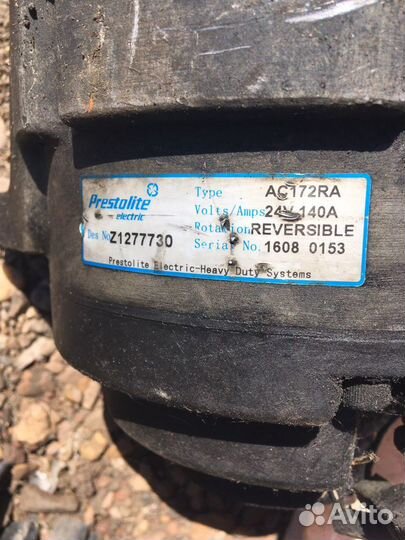 Prestolite
electric
Type AC172RA
Volts/Amps 24V 140A
Rotation REVERSIBLE
Des No Z1277730
Serial No. 1608 0153
Prestolite Electric-Heavy Duty Systems
Avito